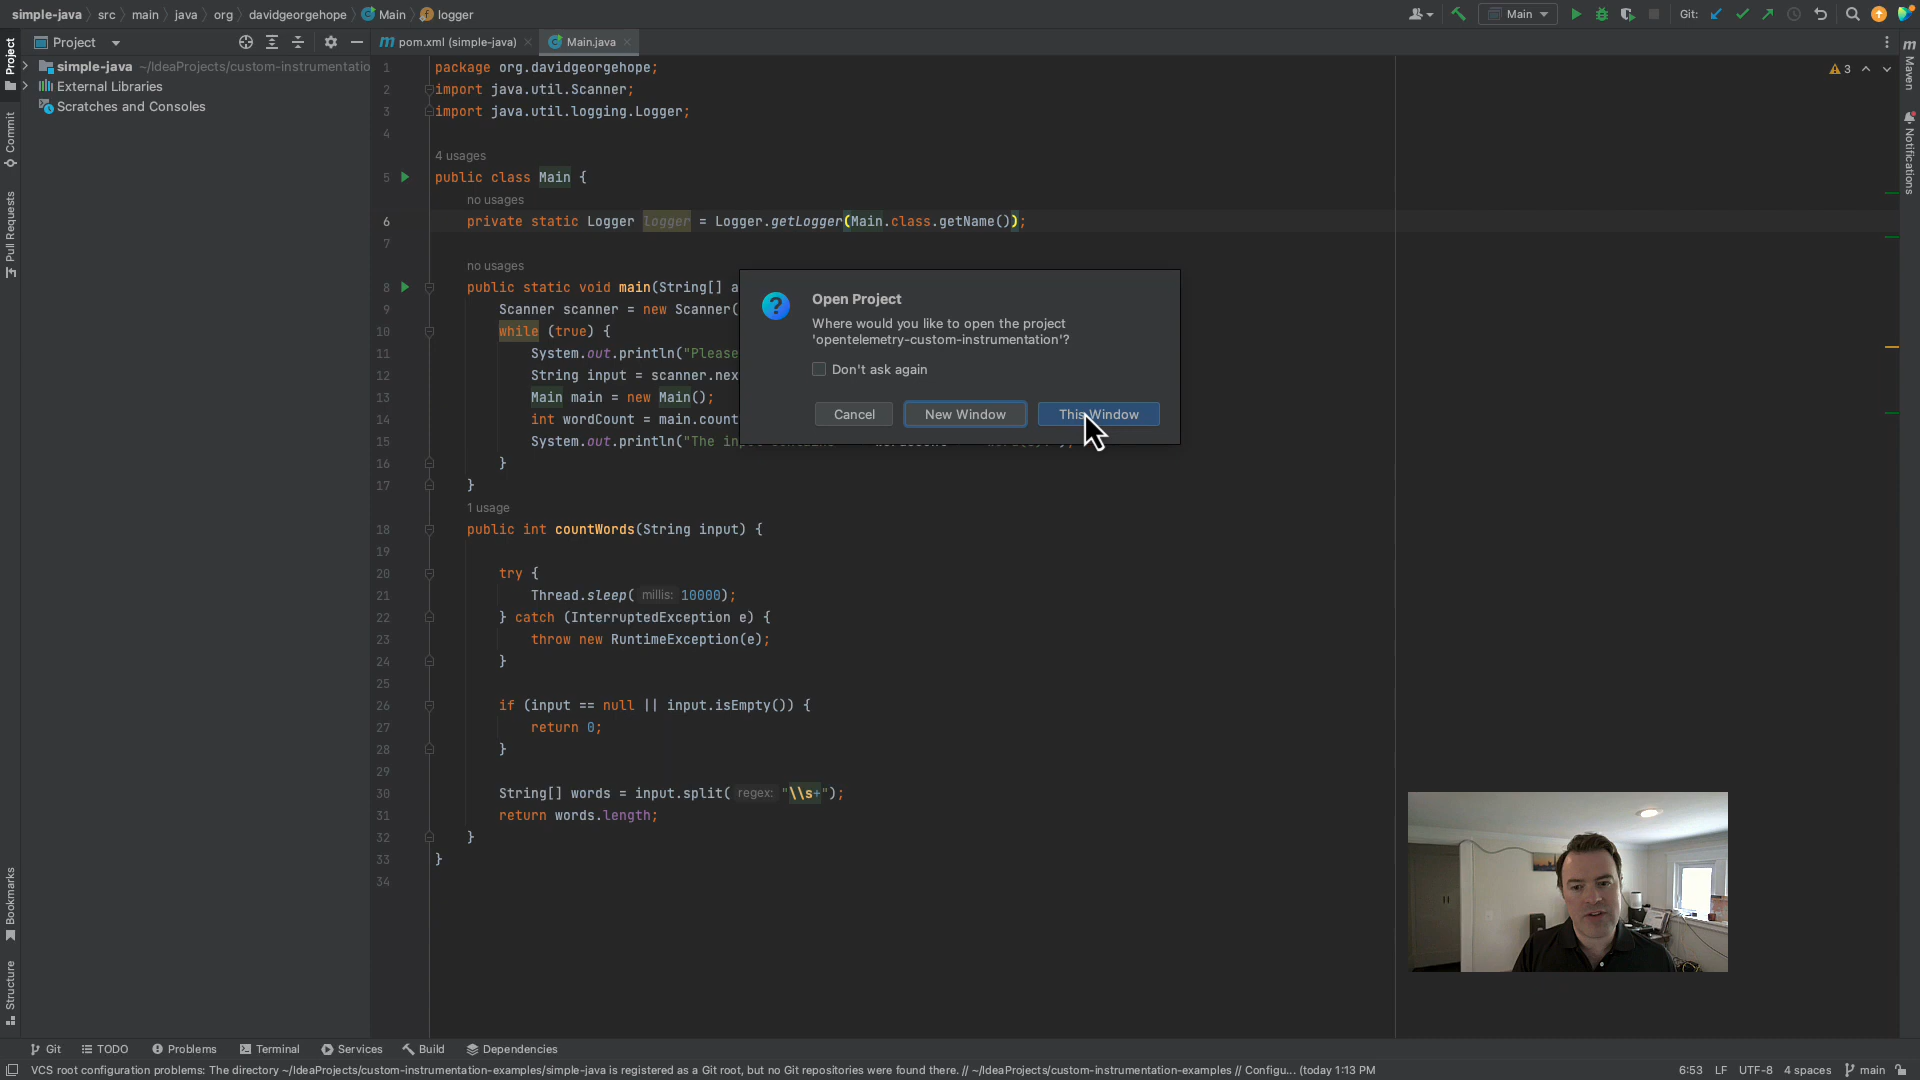 simple-java src main java org davidgeorgehope Main logger
Main Git:
Project
pom.xml (simple-java) Main.java
simple-java ~/IdeaProjects/custom-instrumentatio
External Libraries
Scratches and Consoles
Project
Commit
Pull Requests
Bookmarks
Structure
1 package org.davidgeorgehope;
2 import java.util.Scanner;
3 import java.util.logging.Logger;
4
4 usages
5 public class Main {
no usages
6 private static Logger logger = Logger.getLogger(Main.class.getName());
7
no usages
8 public static void main(String[] a
9 Scanner scanner = new Scanner(
10 while (true) {
11 System.out.println("Please
12 String input = scanner.nex
13 Main main = new Main();
14 int wordCount = main.count
15 System.out.println("The
16 }
17 }
1 usage
18 public int countWords(String input) {
19
20 try {
21 Thread.sleep( millis: 10000);
22 } catch (InterruptedException e) {
23 throw new RuntimeException(e);
24 }
25
26 if (input == null || input.isEmpty()) {
27 return 0;
28 }
29
30 String[] words = input.split( regex: "\\s+");
31 return words.length;
32 }
33 }
34
Open Project
Where would you like to open the project
'opentelemetry-custom-instrumentation'?
Don't ask again
Cancel New Window This Window
3
m
Maven
Notifications
Git TODO Problems Terminal Services Build Dependencies
VCS root configuration problems: The directory ~/IdeaProjects/custom-instrumentation-examples/simple-java is registered as a Git root, but no Git repositories were found there. // ~/IdeaProjects/custom-instrumentation-examples // Configu... (today 1:13 PM 6:53 LF UTF-8 4 spaces main